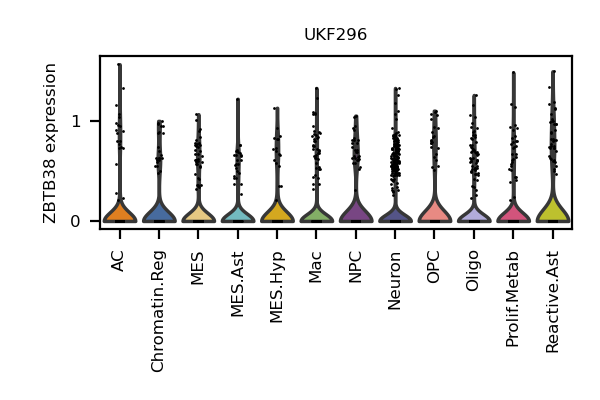 UKF296
ZBTB38 expression
1
0
AC
Chromatin.Reg
MES
MES.Ast
MES.Hyp
Mac
NPC
Neuron
OPC
Oligo
Prolif.Metab
Reactive.Ast